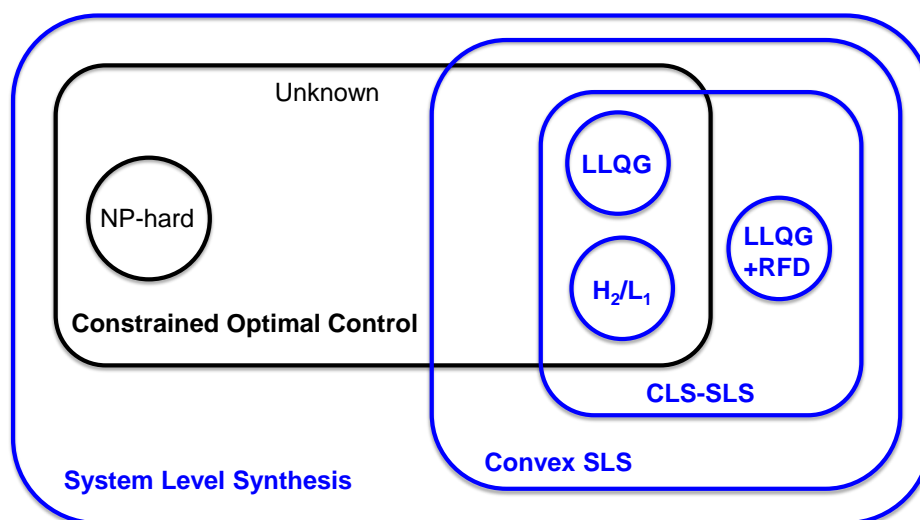 Unknown
LLQG
NP-hard
LLQG
+RFD
H₂/L₁
Constrained Optimal Control
CLS-SLS
Convex SLS
System Level Synthesis